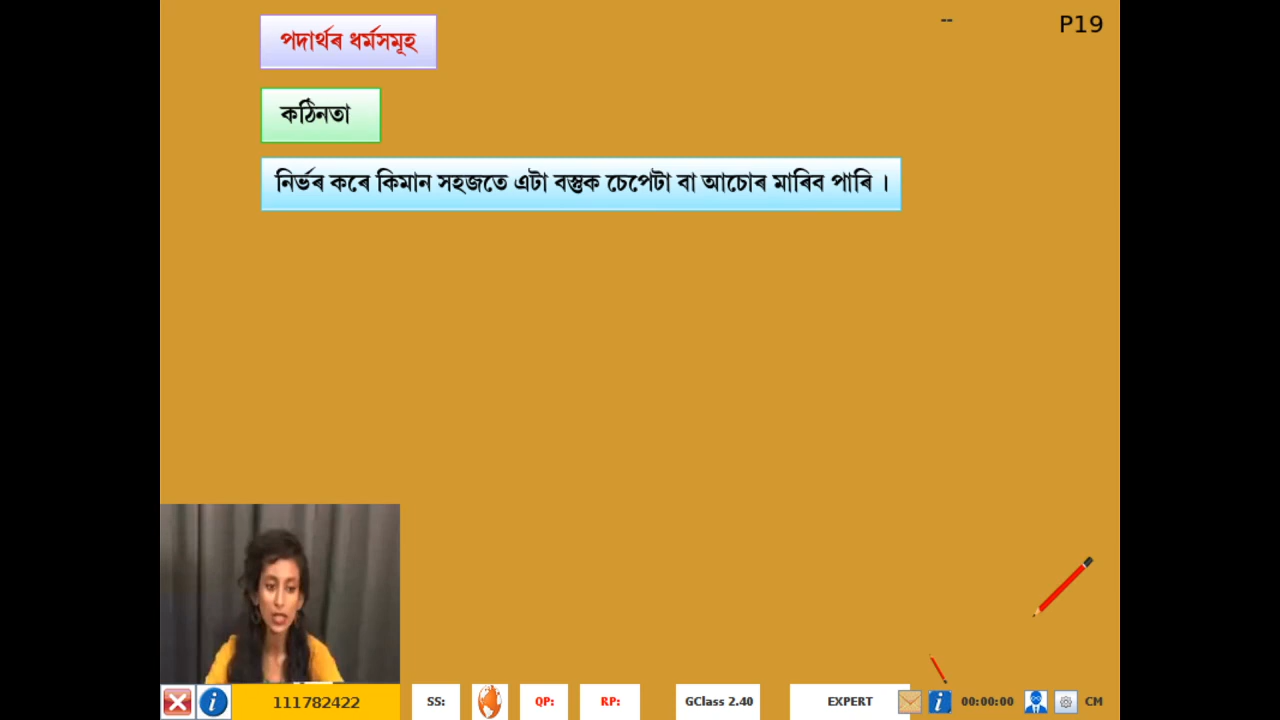 --
P19
পদাৰ্থৰ ধৰ্মসমূহ
কঠিনতা
নিৰ্ভৰ কৰে কিমান সহজতে এটা বস্তুক চেপেটা বা আচোৰ মাৰিব পাৰি ।
111782422 SS: QP: RP: GClass 2.40 EXPERT 00:00:00 CM